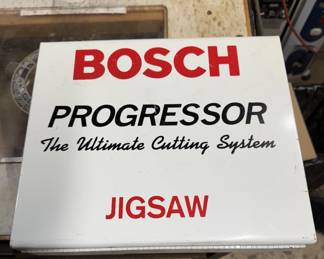 BOSCH
PROGRESSOR
The Ultimate Cutting System
JIGSAW